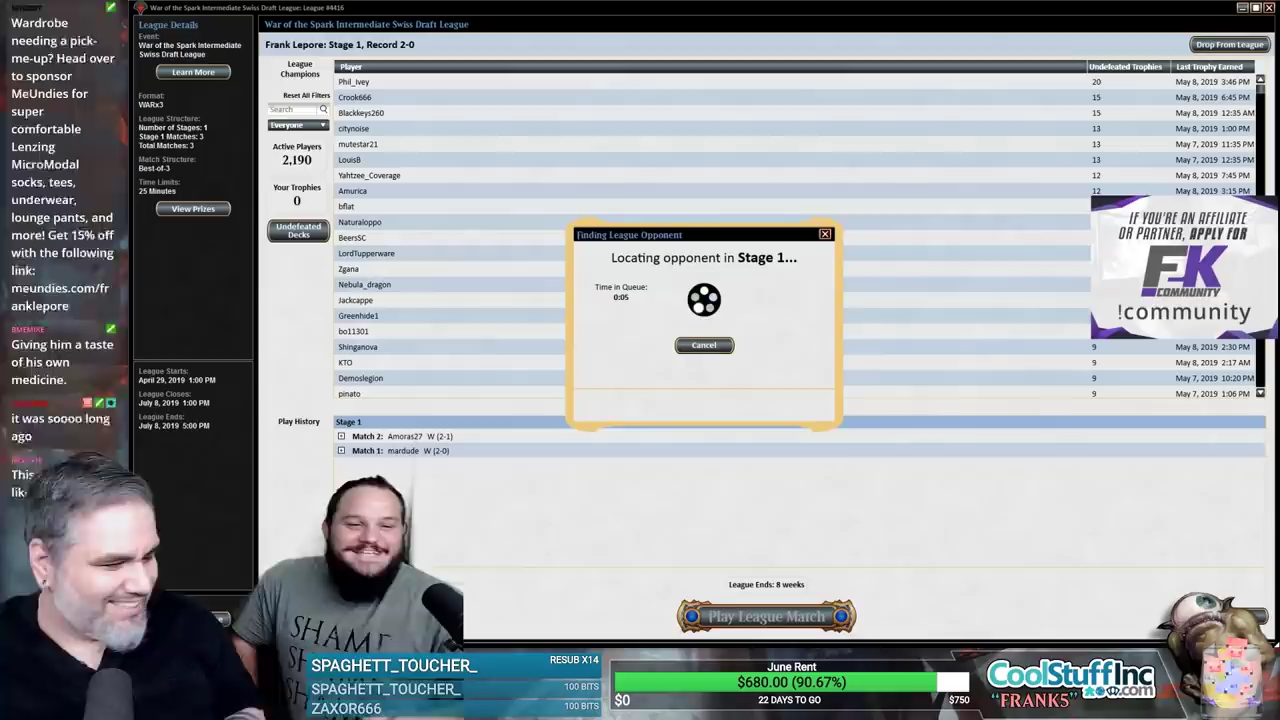 War of the Spark Intermediate Swiss Draft League: League #4416
Wardrobe
needing a pick-
me-up? Head over
to sponsor
MeUndies for
super
comfortable
Lenzing
MicroModal
socks, tees,
underwear,
lounge pants, and
more! Get 15% off
with the following
link:
meundies.com/fr
anklepore
BMEMIKE
Giving him a taste
of his own
medicine.
it was soon long
ago
This
like
League Details
Event:
War of the Spark Intermediate
Swiss Draft League
Learn More
Format:
WARx3
League Structure:
Number of Stages: 1
Stage 1 Matches: 3
Total Matches: 3
Match Structure:
Best-of-3
Time Limits:
25 Minutes
View Prizes
League Starts:
April 29, 2019 1:00 PM
League Closes:
July 8, 2019 1:00 PM
League Ends:
July 8, 2019 5:00 PM
War of the Spark Intermediate Swiss Draft League
Frank Lepore: Stage 1, Record 2-0
Drop From League
League
Champions
Reset All Filters
Search
Everyone
Active Players
2,190
Your Trophies
0
Undefeated
Decks
Player Undefeated Trophies Last Trophy Earned
Phil_Ivey 20 May 8, 2019 3:46 PM
Crook666 15 May 8, 2019 6:45 PM
Blackkeys260 15 May 8, 2019 12:35 AM
citynoise 13 May 8, 2019 1:00 PM
mutestar21 13 May 7, 2019 11:35 PM
LouisB 13 May 7, 2019 12:35 PM
Yahtzee_Coverage 12 May 8, 2019 7:45 PM
Amurica 12 May 8, 2019 3:15 PM
bflat
Naturaloppo
BeersSC
LordTupperware
Zgana
Nebula_dragon
Jackcappe
Greenhide1
bo11301
Shinganova 9 May 8, 2019 2:30 PM
KTO 9 May 8, 2019 2:17 AM
Demoslegion 9 May 7, 2019 10:20 PM
pinato 9 May 7, 2019 1:06 PM
Finding League Opponent
Locating opponent in Stage 1...
Time in Queue:
0:05
Cancel
IF YOU'RE AN AFFILIATE
OR PARTNER, APPLY FOR
COMMUNITY
!community
Play History
Stage 1
Match 2: Amoras27 W (2-1)
Match 1: mardude W (2-0)
League Ends: 8 weeks
Play League Match
SHAME
SPAGHETT_TOUCHER_ RESUB X14
SPAGHETT_TOUCHER_ 100 BITS
ZAXOR666 100 BITS
June Rent
$680.00 (90.67%)
$0 22 DAYS TO GO $750
CoolStuffInc
.com
"FRANK5"